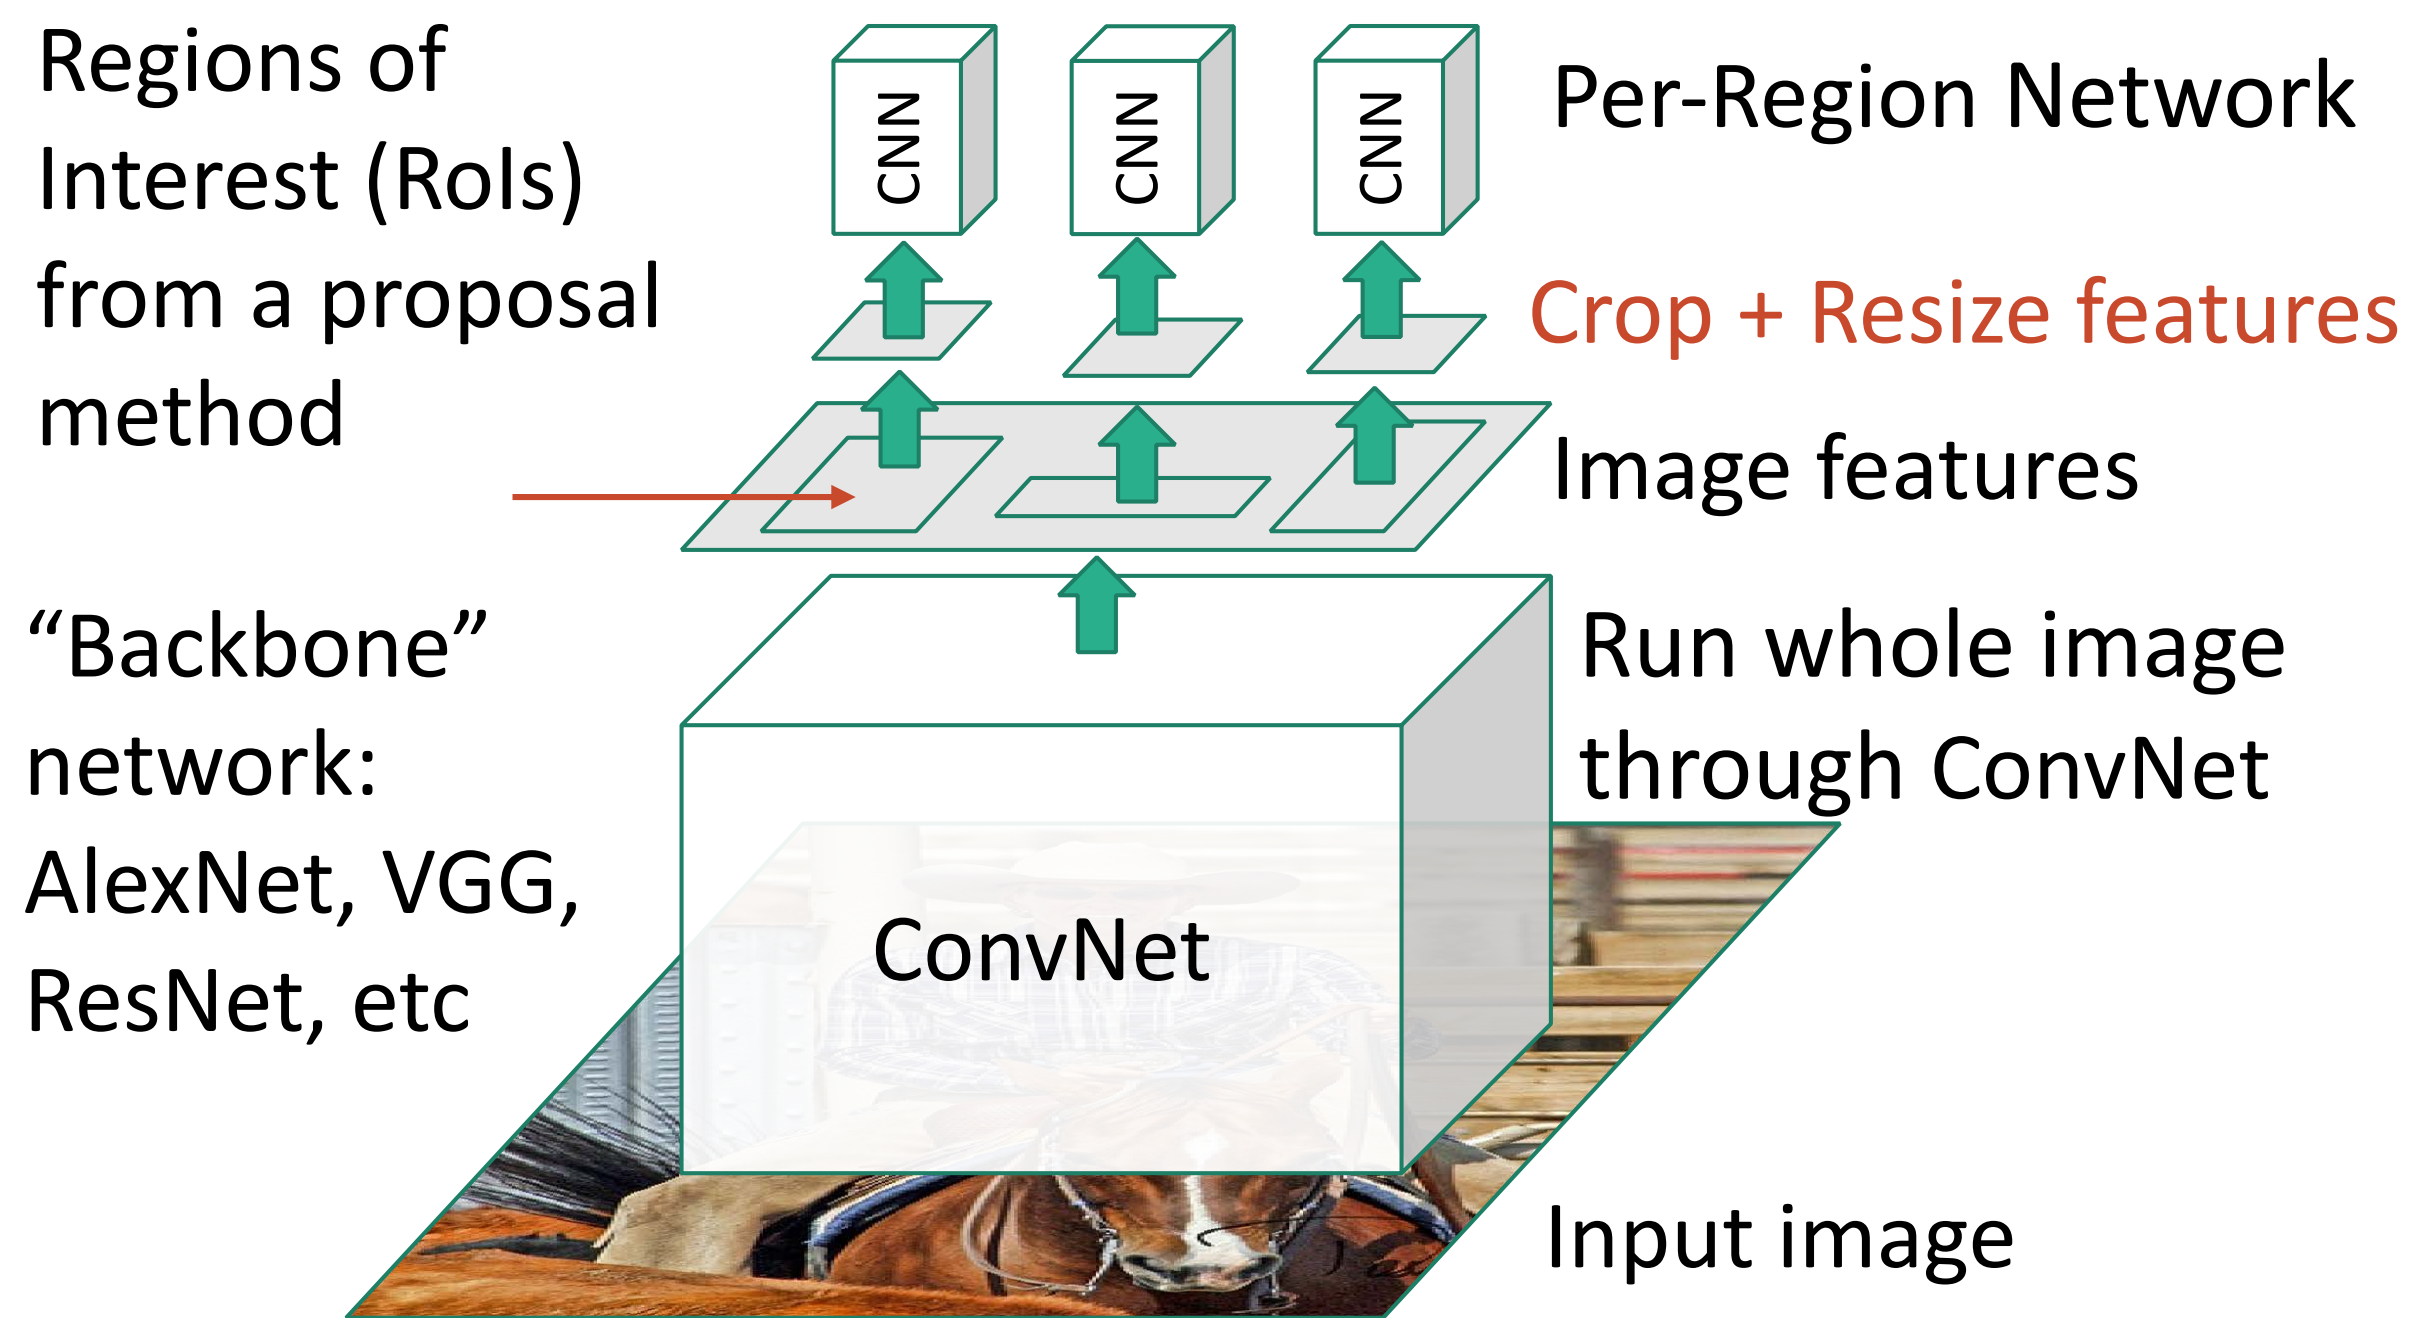 Regions of
Interest (RoIs)
from a proposal
method
CNN
CNN
CNN
Per-Region Network
Crop + Resize features
Image features
“Backbone”
network:
AlexNet, VGG,
ResNet, etc
Run whole image
through ConvNet
ConvNet
Input image